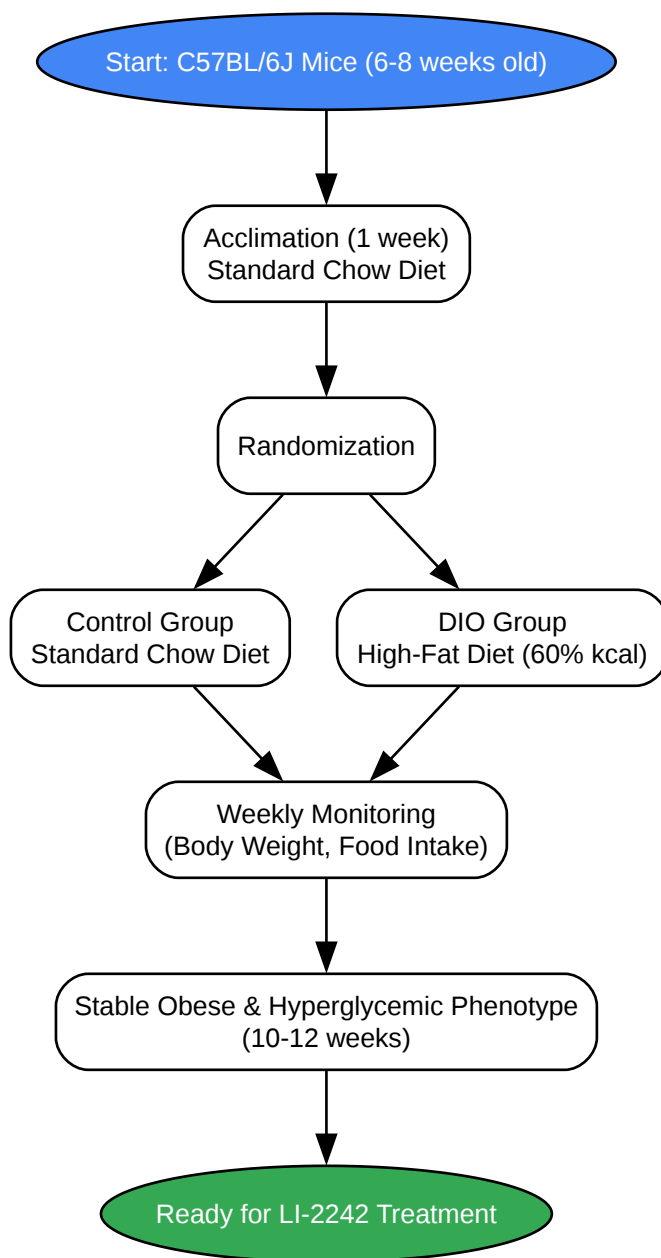 Start: C57BL/6J Mice (6-8 weeks old)
Acclimation (1 week)
Standard Chow Diet
Randomization
Control Group
Standard Chow Diet
DIO Group
High-Fat Diet (60% kcal)
Weekly Monitoring
(Body Weight, Food Intake)
Stable Obese & Hyperglycemic Phenotype
(10-12 weeks)
Ready for LI-2242 Treatment